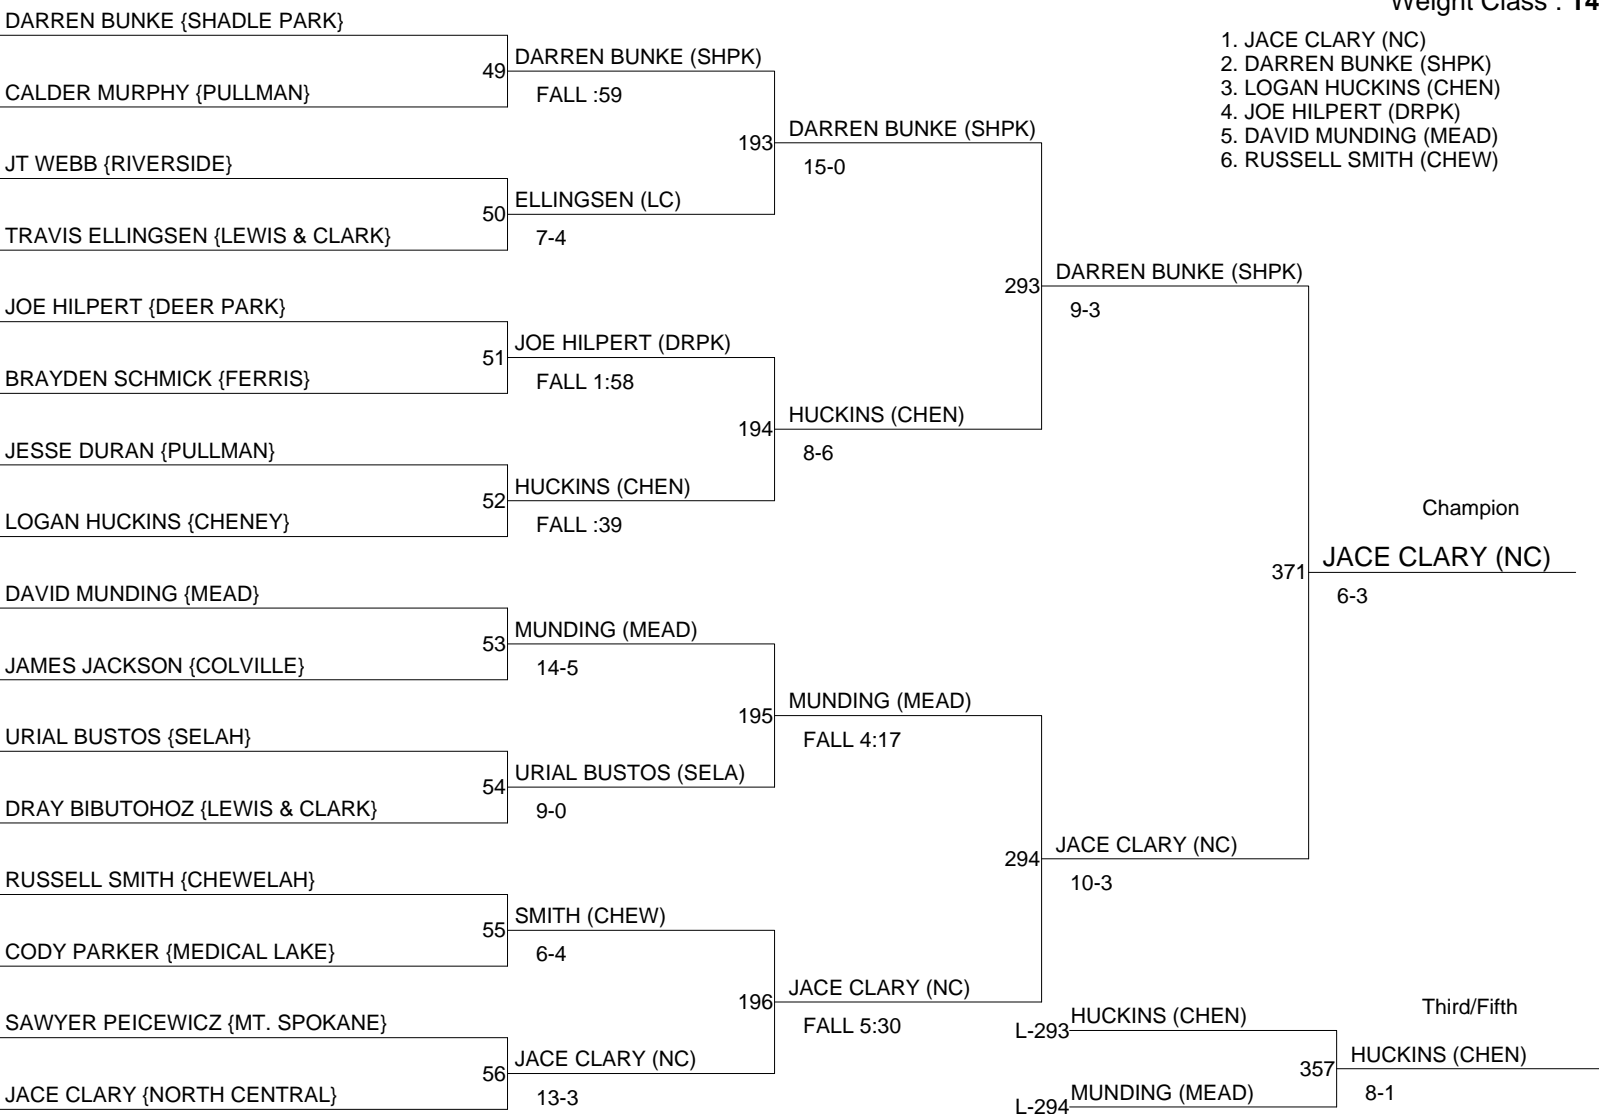 Weight Class : 14
DARREN BUNKE {SHADLE PARK}
1. JACE CLARY (NC)
2. DARREN BUNKE (SHPK)
3. LOGAN HUCKINS (CHEN)
4. JOE HILPERT (DRPK)
5. DAVID MUNDING (MEAD)
6. RUSSELL SMITH (CHEW)
49
DARREN BUNKE (SHPK)
FALL :59
CALDER MURPHY {PULLMAN}
193
DARREN BUNKE (SHPK)
15-0
JT WEBB {RIVERSIDE}
50
ELLINGSEN (LC)
7-4
TRAVIS ELLINGSEN {LEWIS & CLARK}
293
DARREN BUNKE (SHPK)
9-3
JOE HILPERT {DEER PARK}
51
JOE HILPERT (DRPK)
FALL 1:58
BRAYDEN SCHMICK {FERRIS}
194
HUCKINS (CHEN)
8-6
JESSE DURAN {PULLMAN}
52
HUCKINS (CHEN)
FALL :39
LOGAN HUCKINS {CHENEY}
Champion
371
JACE CLARY (NC)
6-3
DAVID MUNDING {MEAD}
53
MUNDING (MEAD)
14-5
JAMES JACKSON {COLVILLE}
195
MUNDING (MEAD)
FALL 4:17
URIAL BUSTOS {SELAH}
54
URIAL BUSTOS (SELA)
9-0
DRAY BIBUTOHOZ {LEWIS & CLARK}
294
JACE CLARY (NC)
10-3
RUSSELL SMITH {CHEWELAH}
55
SMITH (CHEW)
6-4
CODY PARKER {MEDICAL LAKE}
196
JACE CLARY (NC)
FALL 5:30
SAWYER PEICEWICZ {MT. SPOKANE}
56
JACE CLARY (NC)
13-3
JACE CLARY {NORTH CENTRAL}
Third/Fifth
L-293
HUCKINS (CHEN)
357
HUCKINS (CHEN)
8-1
L-294
MUNDING (MEAD)